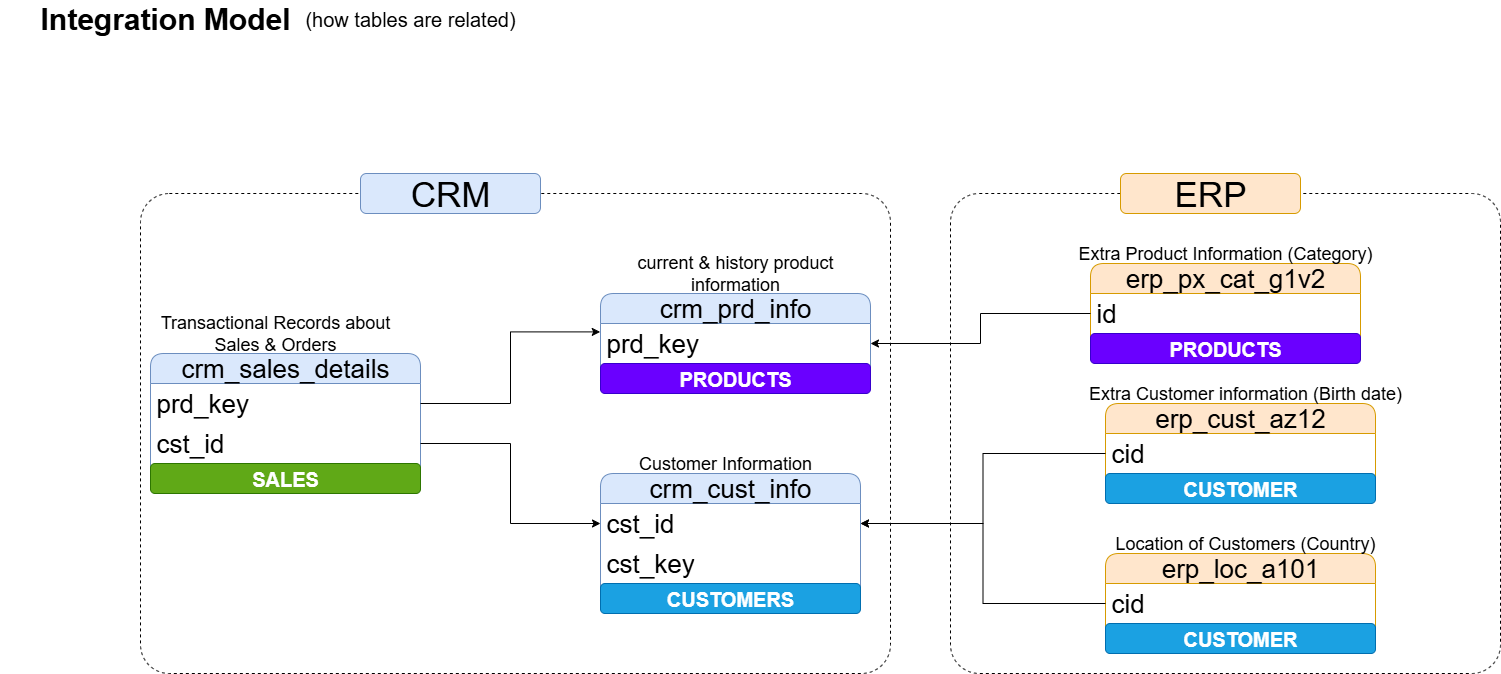 Integration Model (how tables are related)
CRM
Transactional Records about
Sales & Orders
crm_sales_details
prd_key
cst_id
SALES
current & history product
information
crm_prd_info
prd_key
PRODUCTS
Customer Information
crm_cust_info
cst_id
cst_key
CUSTOMERS
ERP
Extra Product Information (Category)
erp_px_cat_g1v2
id
PRODUCTS
Extra Customer information (Birth date)
erp_cust_az12
cid
CUSTOMER
Location of Customers (Country)
erp_loc_a101
cid
CUSTOMER